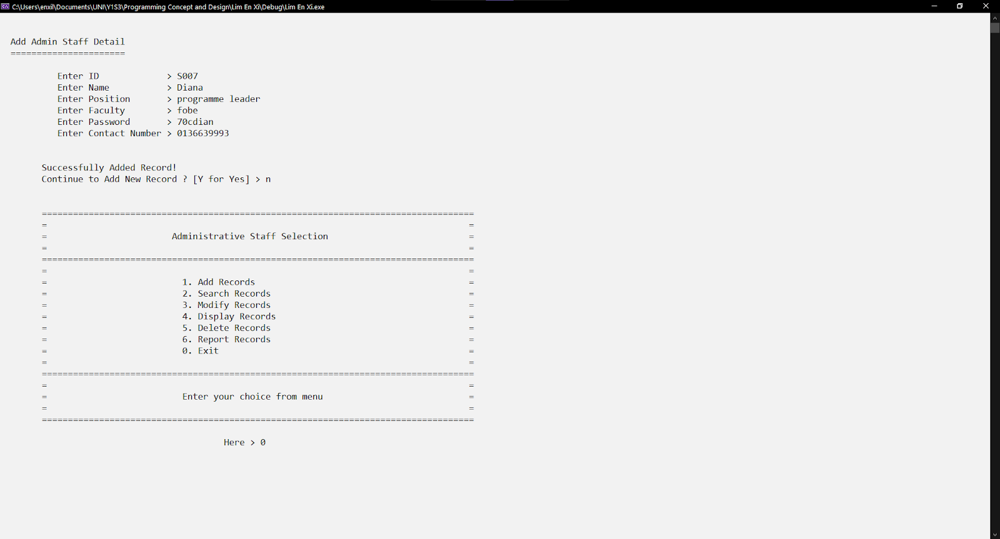 C:\Users\enxil\Documents\UNI\Y1S3\Programming Concept and Design\Lim En Xi\Debug\Lim En Xi.exe
Add Admin Staff Detail
======================
Enter ID > S007
Enter Name > Diana
Enter Position > programme leader
Enter Faculty > fobe
Enter Password > 70cdian
Enter Contact Number > 0136639993
Successfully Added Record!
Continue to Add New Record ? [Y for Yes] > n
===================================================================================
= =
= Administrative Staff Selection =
= =
===================================================================================
= =
= 1. Add Records =
= 2. Search Records =
= 3. Modify Records =
= 4. Display Records =
= 5. Delete Records =
= 6. Report Records =
= 0. Exit =
= =
===================================================================================
= =
= Enter your choice from menu =
= =
===================================================================================
Here > 0